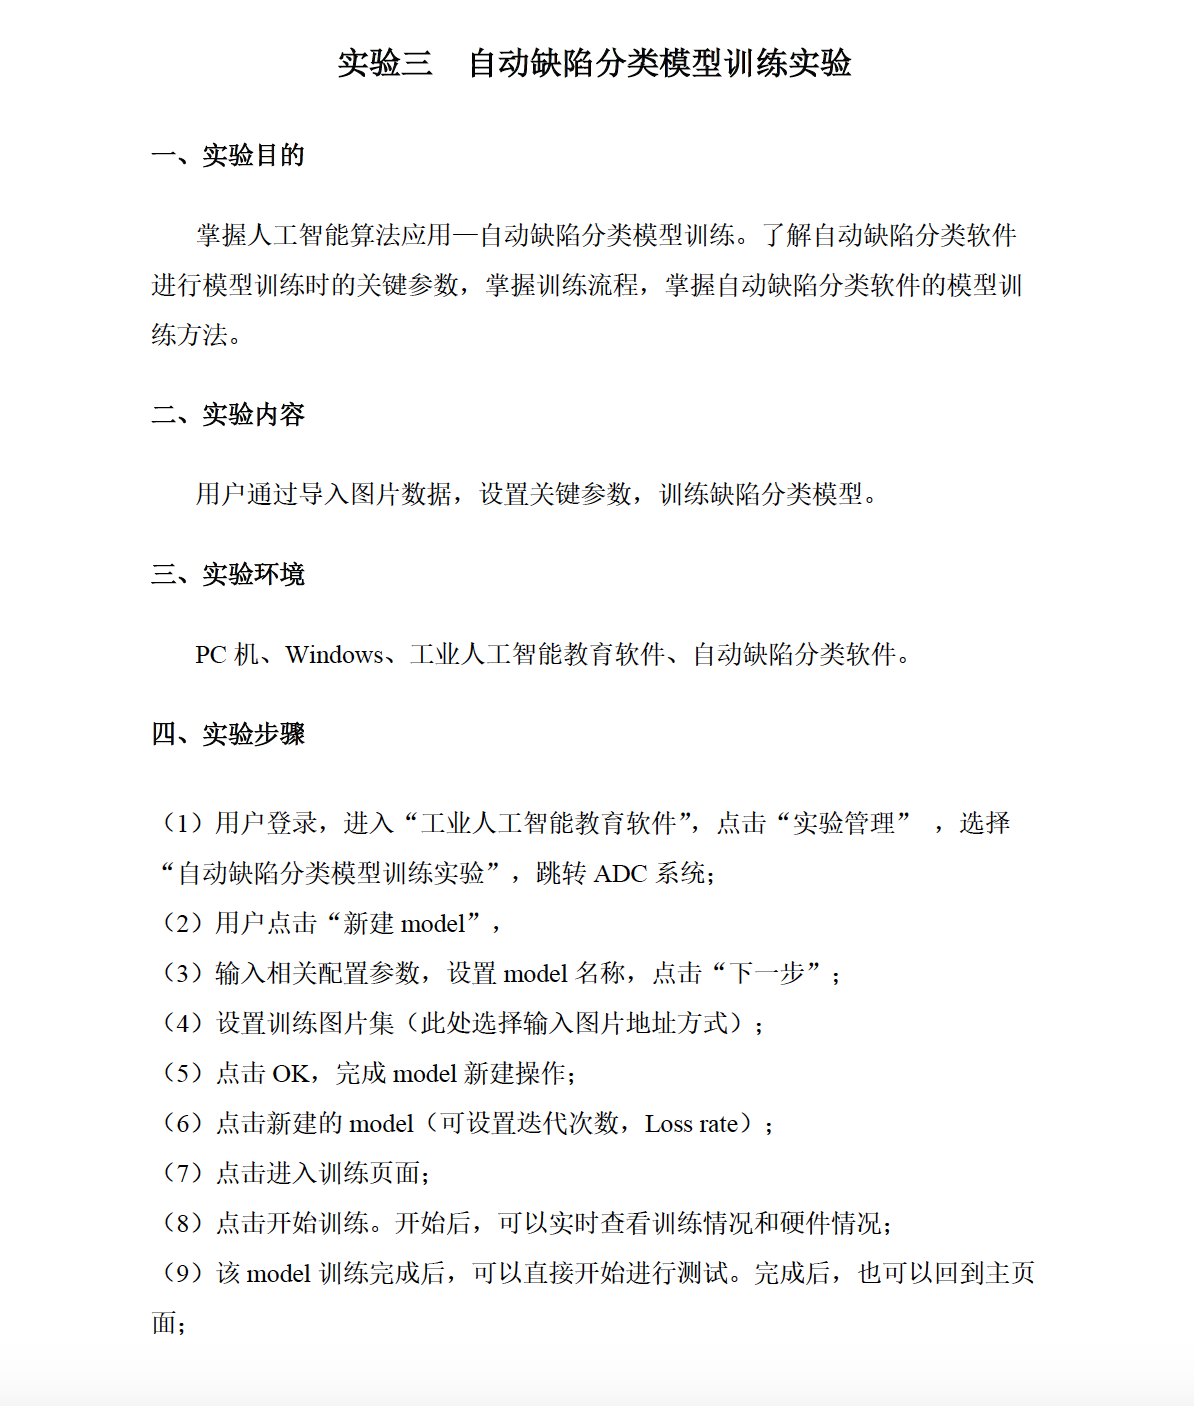 实验三 自动缺陷分类模型训练实验
一、实验目的
掌握人工智能算法应用—自动缺陷分类模型训练。了解自动缺陷分类软件
进行模型训练时的关键参数，掌握训练流程，掌握自动缺陷分类软件的模型训
练方法。
二、实验内容
用户通过导入图片数据，设置关键参数，训练缺陷分类模型。
三、实验环境
PC 机、Windows、工业人工智能教育软件、自动缺陷分类软件。
四、实验步骤
（1）用户登录，进入“工业人工智能教育软件”，点击“实验管理” ，选择
“自动缺陷分类模型训练实验”，跳转 ADC 系统；
（2）用户点击“新建 model”，
（3）输入相关配置参数，设置 model 名称，点击“下一步”；
（4）设置训练图片集（此处选择输入图片地址方式）；
（5）点击 OK，完成 model 新建操作；
（6）点击新建的 model（可设置迭代次数，Loss rate）；
（7）点击进入训练页面；
（8）点击开始训练。开始后，可以实时查看训练情况和硬件情况；
（9）该 model 训练完成后，可以直接开始进行测试。完成后，也可以回到主页
面；